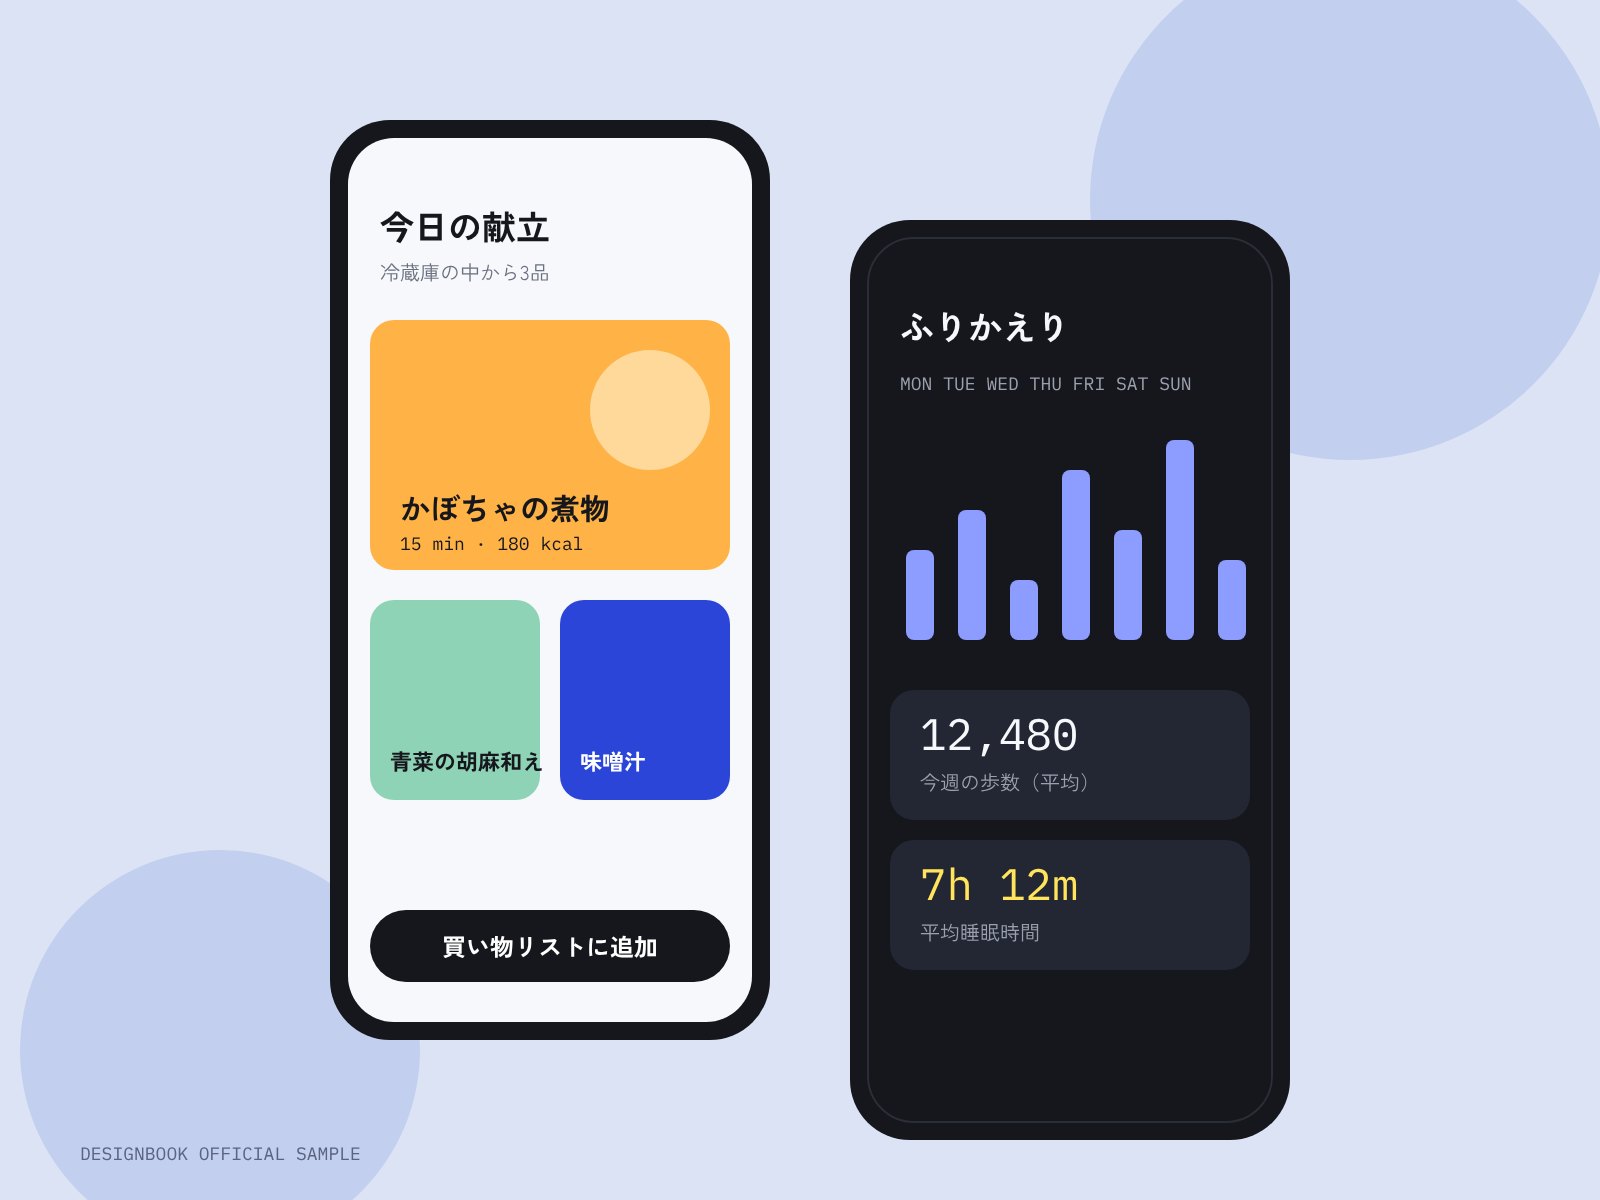 今日の献立
冷蔵庫の中から3品
かぼちゃの煮物
15 min · 180 kcal
青菜の胡麻和え
味噌汁
買い物リストに追加
ふりかえり
MON TUE WED THU FRI SAT SUN
12,480
今週の歩数（平均）
7h 12m
平均睡眠時間
DESIGNBOOK OFFICIAL SAMPLE